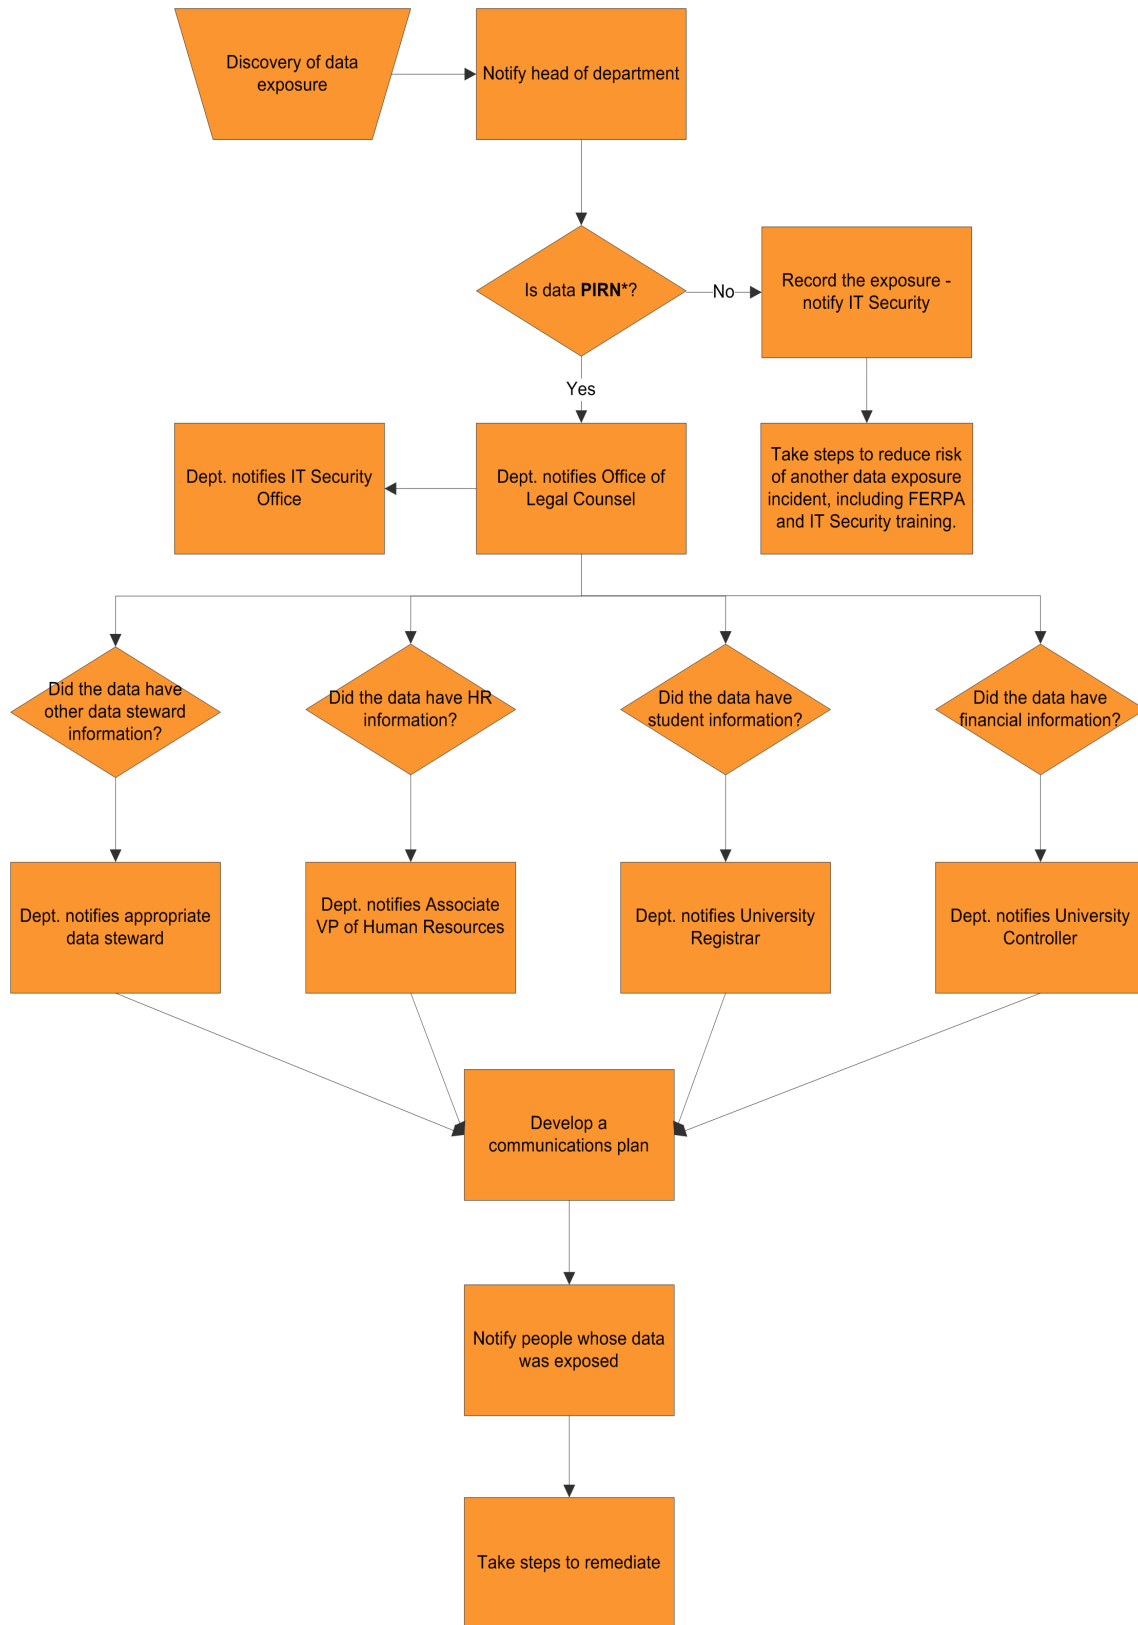 Discovery of data
exposure
Notify head of department
Is data PIRN*?
No
Record the exposure -
notify IT Security
Yes
Dept. notifies IT Security
Office
Dept. notifies Office of
Legal Counsel
Take steps to reduce risk
of another data exposure
incident, including FERPA
and IT Security training.
Did the data have
other data steward
information?
Did the data have HR
information?
Did the data have
student information?
Did the data have
financial information?
Dept. notifies appropriate
data steward
Dept. notifies Associate
VP of Human Resources
Dept. notifies University
Registrar
Dept. notifies University
Controller
Develop a
communications plan
Notify people whose data
was exposed
Take steps to remediate